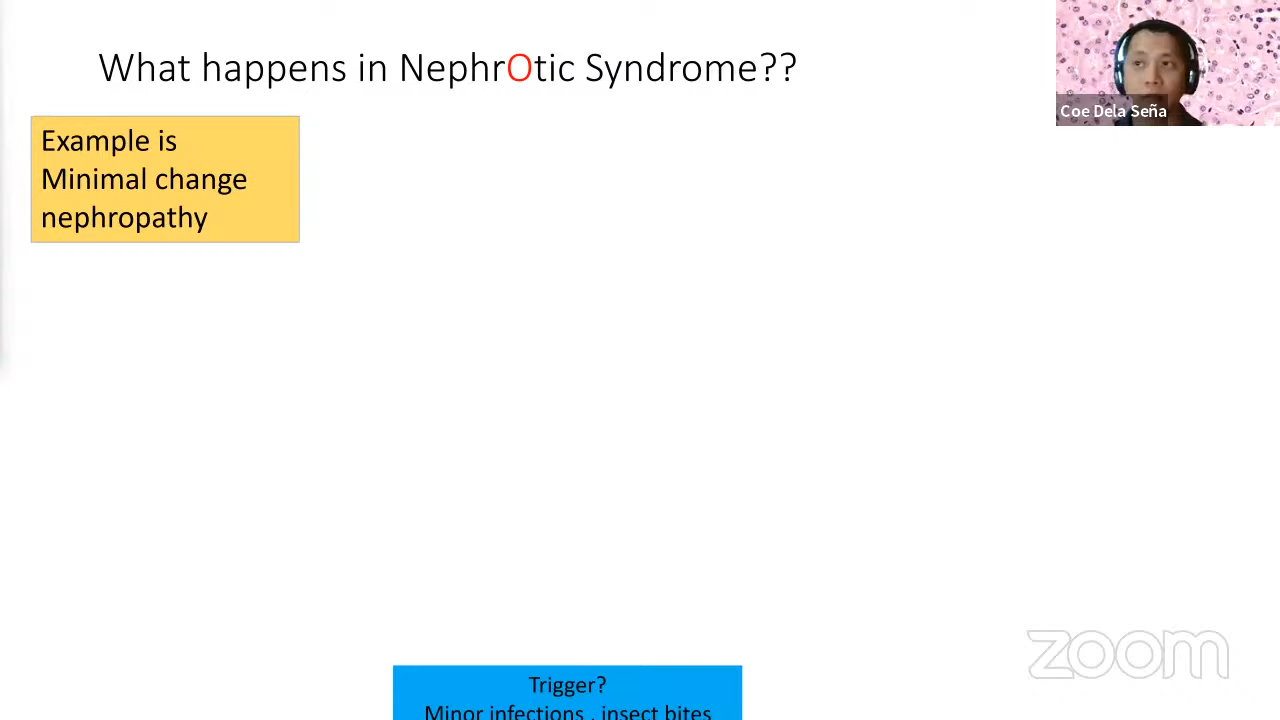 What happens in NephrOtic Syndrome??
Coe Dela Seña
Example is
Minimal change
nephropathy
zoom
Trigger?
Minor infections , insect bites